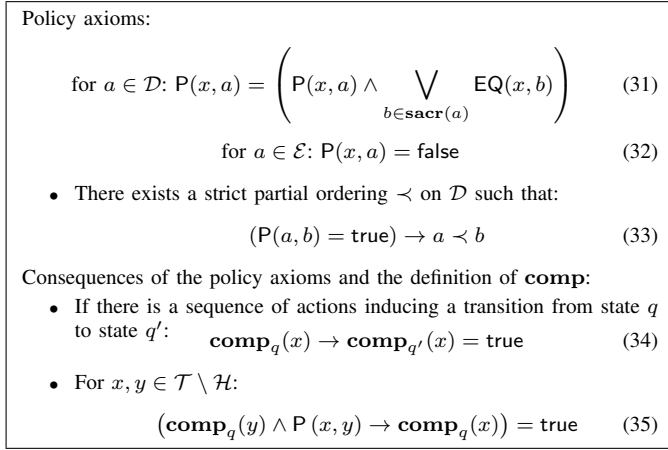 Policy axioms:
for a ∈ 𝒟: P(x, a) = (P(x, a) ∧ ⋁_{b∈sacr(a)} EQ(x, b)) (31)
for a ∈ ℰ: P(x, a) = false (32)
• There exists a strict partial ordering ≺ on 𝒟 such that:
(P(a, b) = true) → a ≺ b (33)
Consequences of the policy axioms and the definition of comp:
• If there is a sequence of actions inducing a transition from state q
to state q′:
comp_q(x) → comp_{q′}(x) = true (34)
• For x, y ∈ 𝒯 \ ℋ:
(comp_q(y) ∧ P (x, y) → comp_q(x)) = true (35)